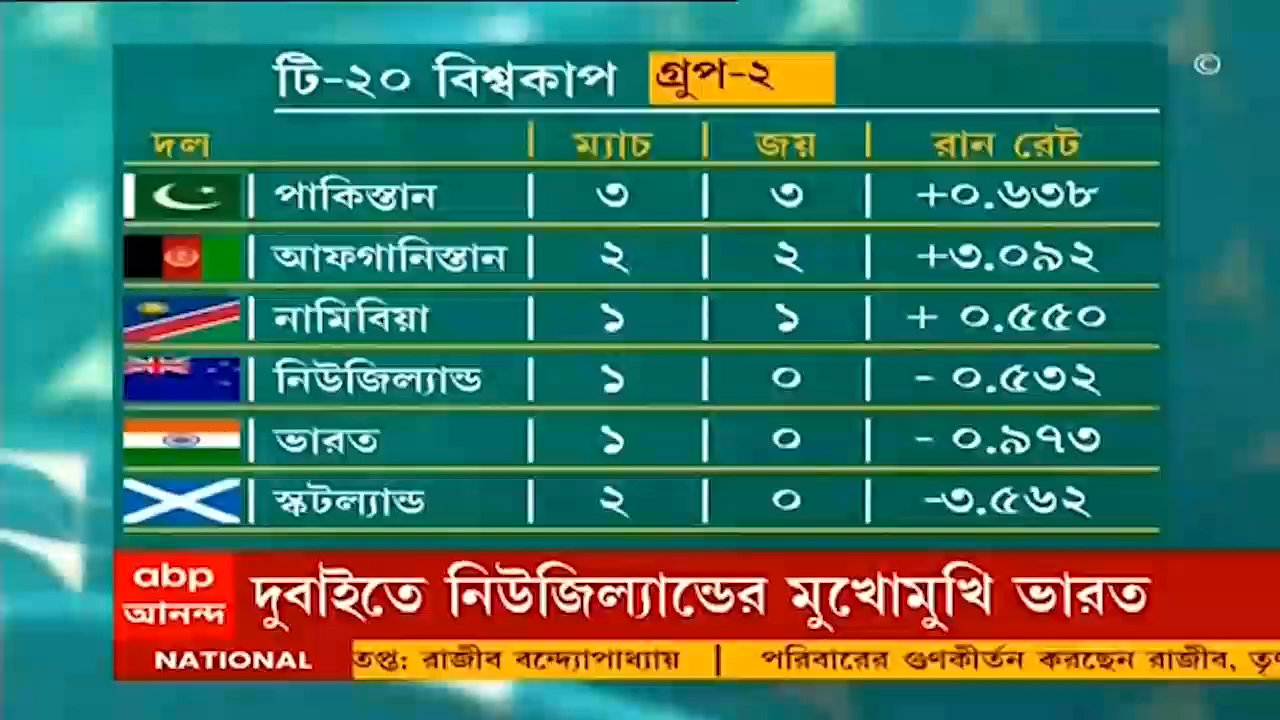 ©
টি-২০ বিশ্বকাপ গ্রুপ-২
দল | ম্যাচ | জয় | রান রেট
| পাকিস্তান | ৩ | ৩ | +০.৬৩৮
| আফগানিস্তান | ২ | ২ | +৩.০৯২
| নামিবিয়া | ১ | ১ | + ০.৫৫০
| নিউজিল্যান্ড | ১ | ০ | - ০.৫৩২
| ভারত | ১ | ০ | - ০.৯৭৩
| স্কটল্যান্ড | ২ | ০ | -৩.৫৬২
abp
আনন্দ
দুবাইতে নিউজিল্যান্ডের মুখোমুখি ভারত
NATIONAL
তপ্ত: রাজীব বন্দ্যোপাধ্যায় | পরিবারের গুণকীর্তন করছেন রাজীব,